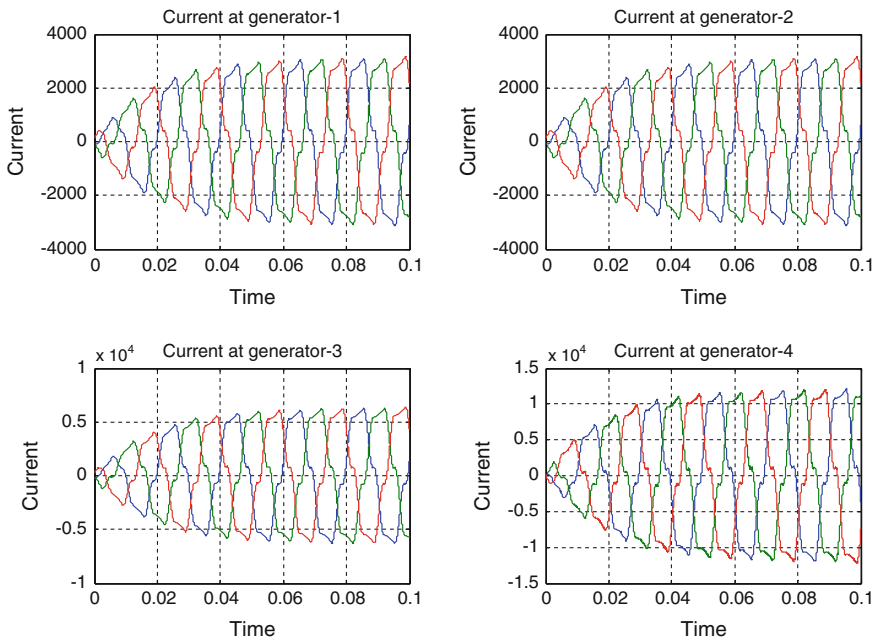 Current at generator-1
4000
2000
0
-2000
-4000
Currrent
0 0.02 0.04 0.06 0.08 0.1
Time
Current at generator-2
4000
2000
0
-2000
-4000
Current
0 0.02 0.04 0.06 0.08 0.1
Time
Current at generator-3
x 10^4
1
0.5
0
-0.5
-1
Current
0 0.02 0.04 0.06 0.08 0.1
Time
Current at generator-4
x 10^4
1.5
1
0.5
0
-0.5
-1
-1.5
Current
0 0.02 0.04 0.06 0.08 0.1
Time